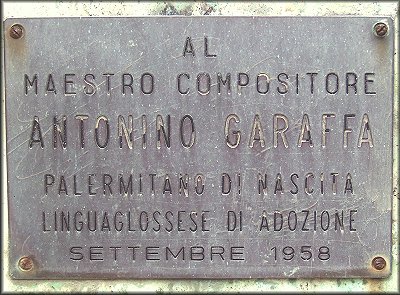 AL
MAESTRO COMPOSITORE
ANTONINO GARAFFA
PALERMITANO DI NASCITA
LINGUAGLOSSESE DI ADOZIONE
SETTEMBRE 1958